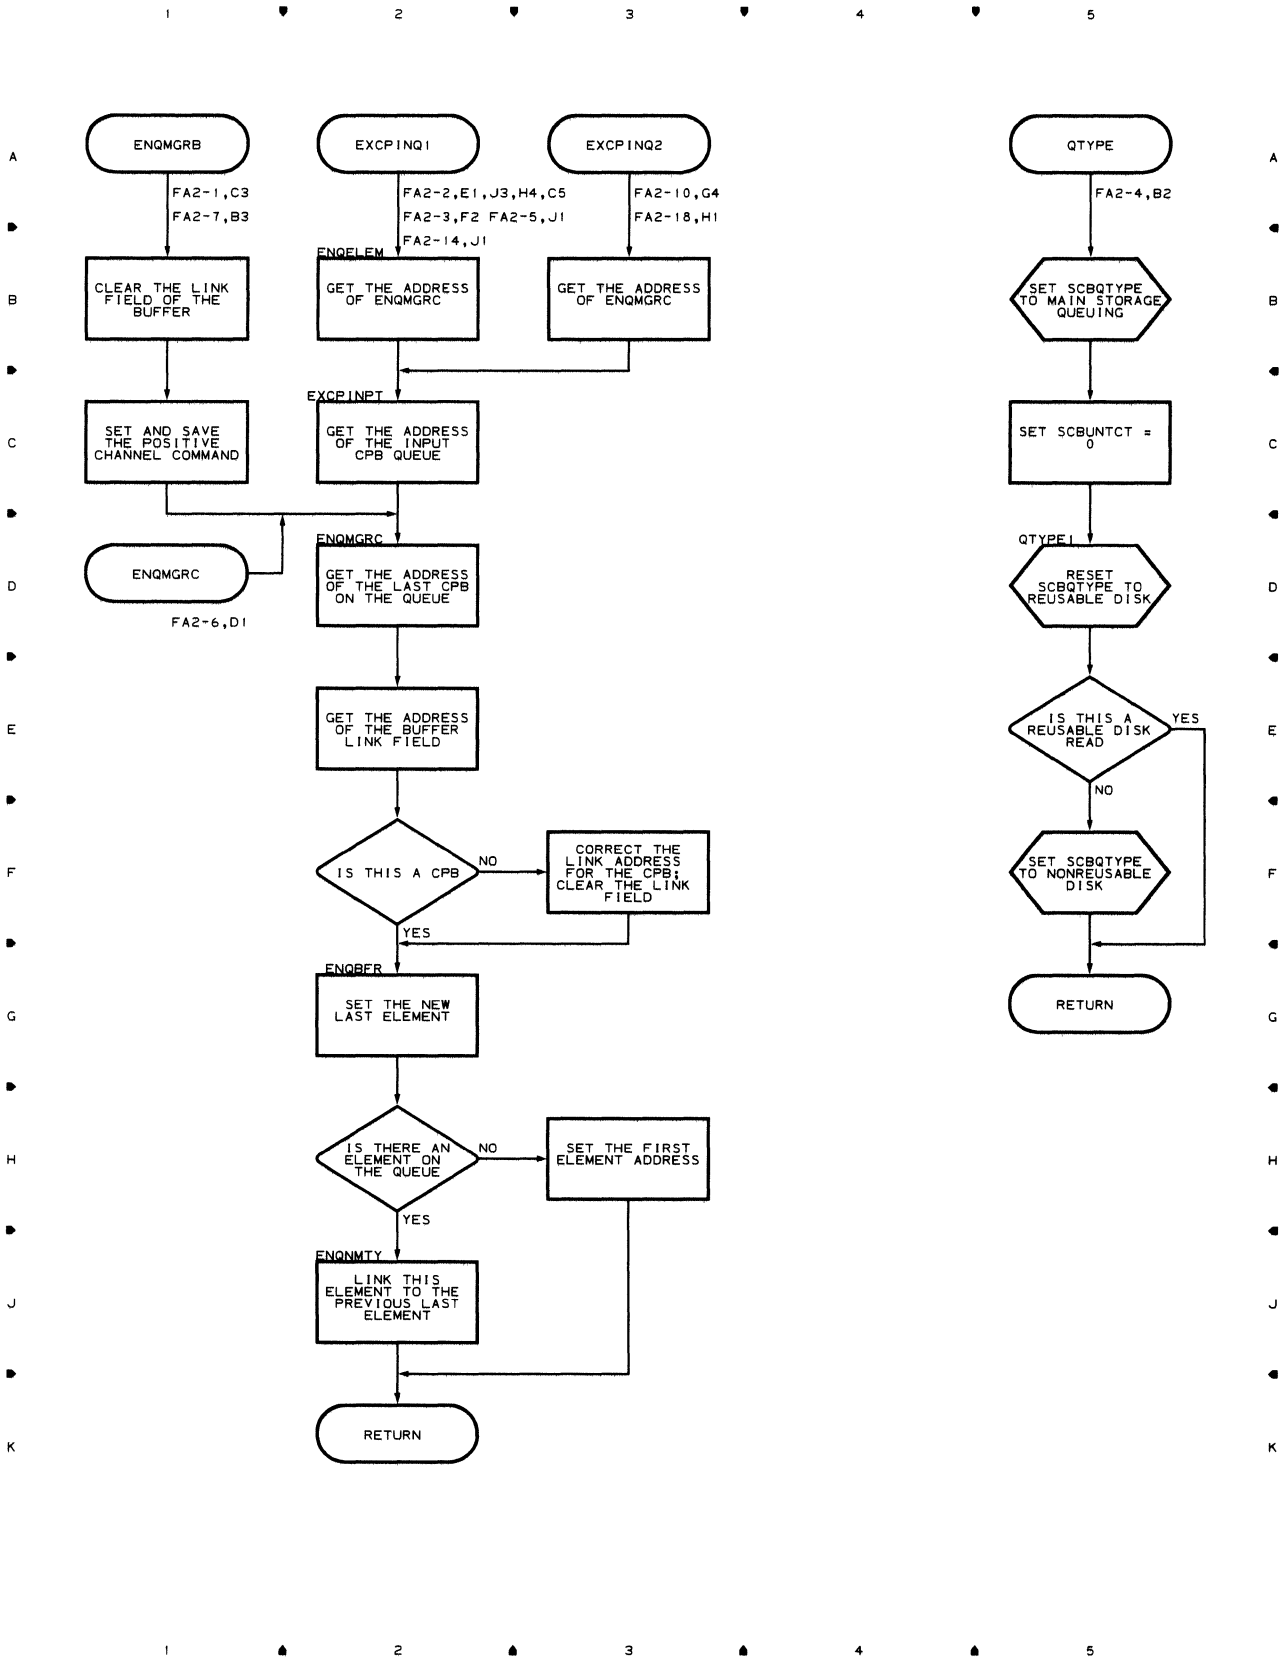 1 2 3 4 5
A A
ENQMGRB
EXCPINQ1
EXCPINQ2
QTYPE
FA2-1,C3
FA2-7,B3
FA2-2,E1,J3,H4,C5
FA2-3,F2 FA2-5,J1
FA2-14,J1
FA2-10,G4
FA2-18,H1
FA2-4,B2
B B
CLEAR THE LINK
FIELD OF THE
BUFFER
ENQELEM
GET THE ADDRESS
OF ENQMGRC
GET THE ADDRESS
OF ENQMGRC
SET SCBQTYPE
TO MAIN STORAGE
QUEUING
C C
SET AND SAVE
THE POSITIVE
CHANNEL COMMAND
EXCPINPT
GET THE ADDRESS
OF THE INPUT
CPB QUEUE
SET SCBUNTCT =
0
D D
ENQMGRC
FA2-6,D1
ENQMGRC
GET THE ADDRESS
OF THE LAST CPB
ON THE QUEUE
QTYPE1
RESET
SCBQTYPE TO
REUSABLE DISK
E E
GET THE ADDRESS
OF THE BUFFER
LINK FIELD
IS THIS A
REUSABLE DISK
READ
YES
NO
F F
IS THIS A CPB
NO
YES
CORRECT THE
LINK ADDRESS
FOR THE CPB;
CLEAR THE LINK
FIELD
SET SCBQTYPE
TO NONREUSABLE
DISK
G G
ENQBFR
SET THE NEW
LAST ELEMENT
RETURN
H H
IS THERE AN
ELEMENT ON
THE QUEUE
NO
YES
SET THE FIRST
ELEMENT ADDRESS
J J
ENQNMTY
LINK THIS
ELEMENT TO THE
PREVIOUS LAST
ELEMENT
K K
RETURN
1 2 3 4 5